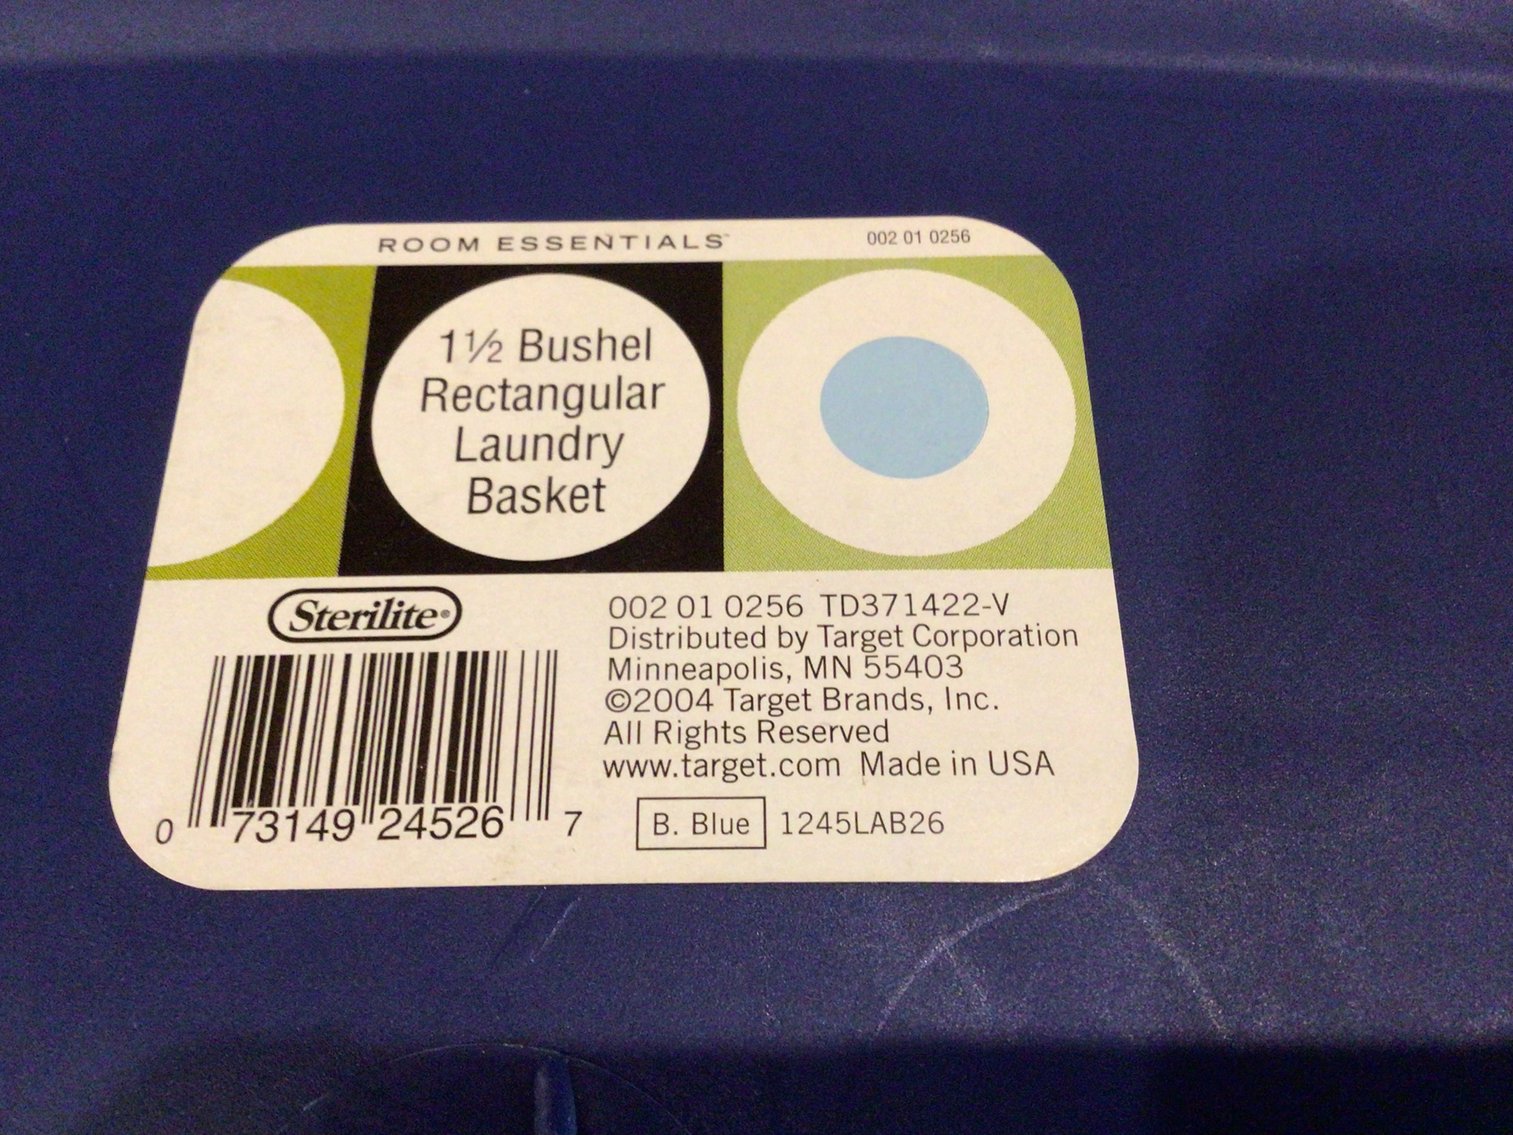 ROOM ESSENTIALS™
002 01 0256
1½ Bushel
Rectangular
Laundry
Basket
Sterilite®
0 73149 24526 7
002 01 0256 TD371422-V
Distributed by Target Corporation
Minneapolis, MN 55403
©2004 Target Brands, Inc.
All Rights Reserved
www.target.com Made in USA
B. Blue 1245LAB26